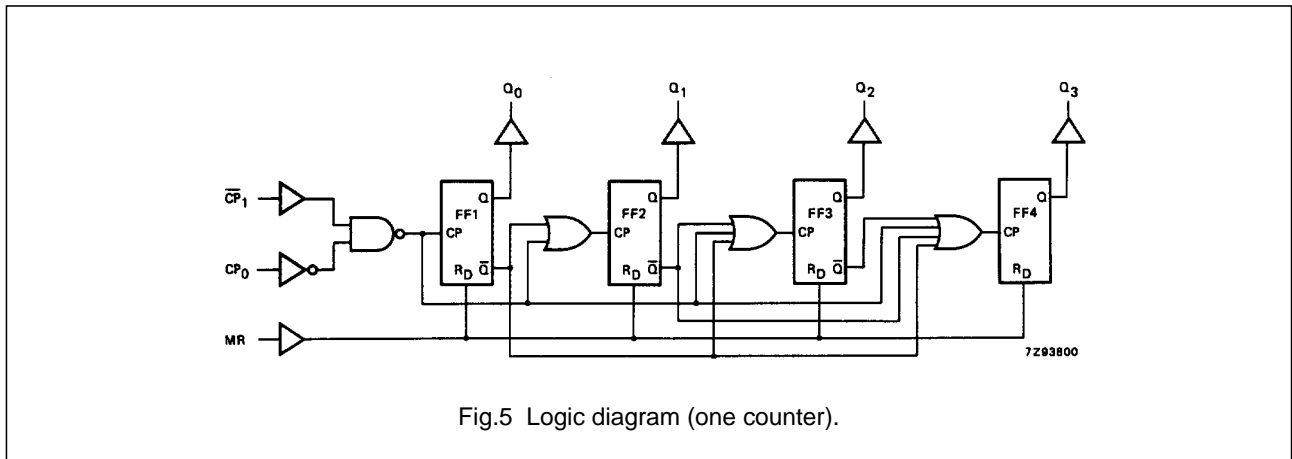 Q0 Q1 Q2 Q3
C̅P̅1
CP0
MR
FF1 CP Q RD Q̅
FF2 CP Q RD Q̅
FF3 CP Q RD Q̅
FF4 CP Q RD
7Z93800
Fig.5 Logic diagram (one counter).